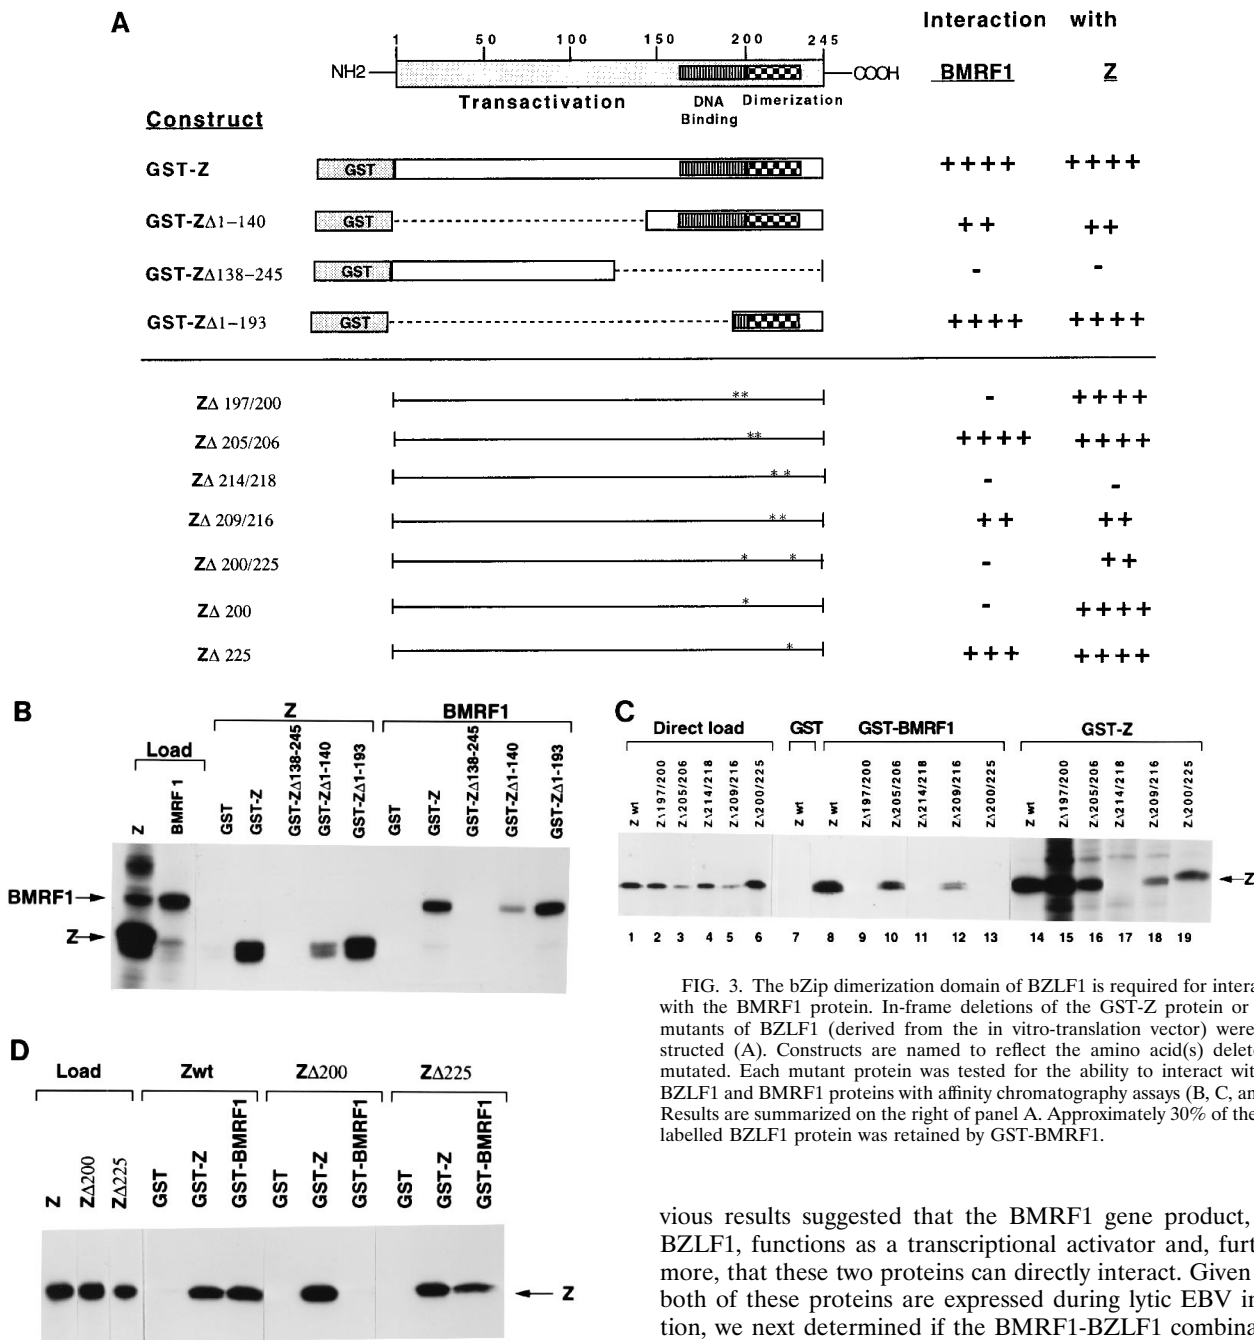 A
Interaction with
BMRF1 Z
1 50 100 150 200 245
NH2 COOH
Transactivation DNA Binding Dimerization
Construct
GST-Z GST ++++ ++++
GST-ZΔ1–140 GST ++ ++
GST-ZΔ138–245 GST - -
GST-ZΔ1–193 GST ++++ ++++
ZΔ 197/200 ** - ++++
ZΔ 205/206 ** ++++ ++++
ZΔ 214/218 ** - -
ZΔ 209/216 ** ++ ++
ZΔ 200/225 * * - ++
ZΔ 200 * - ++++
ZΔ 225 * +++ ++++
B
Z BMRF1
Load
Z BMRF 1 GST GST-Z GST-ZΔ138-245 GST-ZΔ1-140 GST-ZΔ1-193 GST GST-Z GST-ZΔ138-245 GST-ZΔ1-140 GST-ZΔ1-193
BMRF1
Z
C
Direct load GST GST-BMRF1 GST-Z
Z wt ZΔ197/200 ZΔ205/206 ZΔ214/218 ZΔ209/216 ZΔ200/225 Z wt Z wt ZΔ197/200 ZΔ205/206 ZΔ214/218 ZΔ209/216 ZΔ200/225 Z wt ZΔ197/200 ZΔ205/206 ZΔ214/218 ZΔ209/216 ZΔ200/225
Z
1 2 3 4 5 6 7 8 9 10 11 12 13 14 15 16 17 18 19
D
Load Zwt ZΔ200 ZΔ225
Z ZΔ200 ZΔ225 GST GST-Z GST-BMRF1 GST GST-Z GST-BMRF1 GST GST-Z GST-BMRF1
Z
FIG. 3. The bZip dimerization domain of BZLF1 is required for intera
with the BMRF1 protein. In-frame deletions of the GST-Z protein or
mutants of BZLF1 (derived from the in vitro-translation vector) were
structed (A). Constructs are named to reflect the amino acid(s) delete
mutated. Each mutant protein was tested for the ability to interact wit
BZLF1 and BMRF1 proteins with affinity chromatography assays (B, C, an
Results are summarized on the right of panel A. Approximately 30% of the
labelled BZLF1 protein was retained by GST-BMRF1.
vious results suggested that the BMRF1 gene product,
BZLF1, functions as a transcriptional activator and, furt
more, that these two proteins can directly interact. Given
both of these proteins are expressed during lytic EBV in
tion, we next determined if the BMRF1-BZLF1 combina